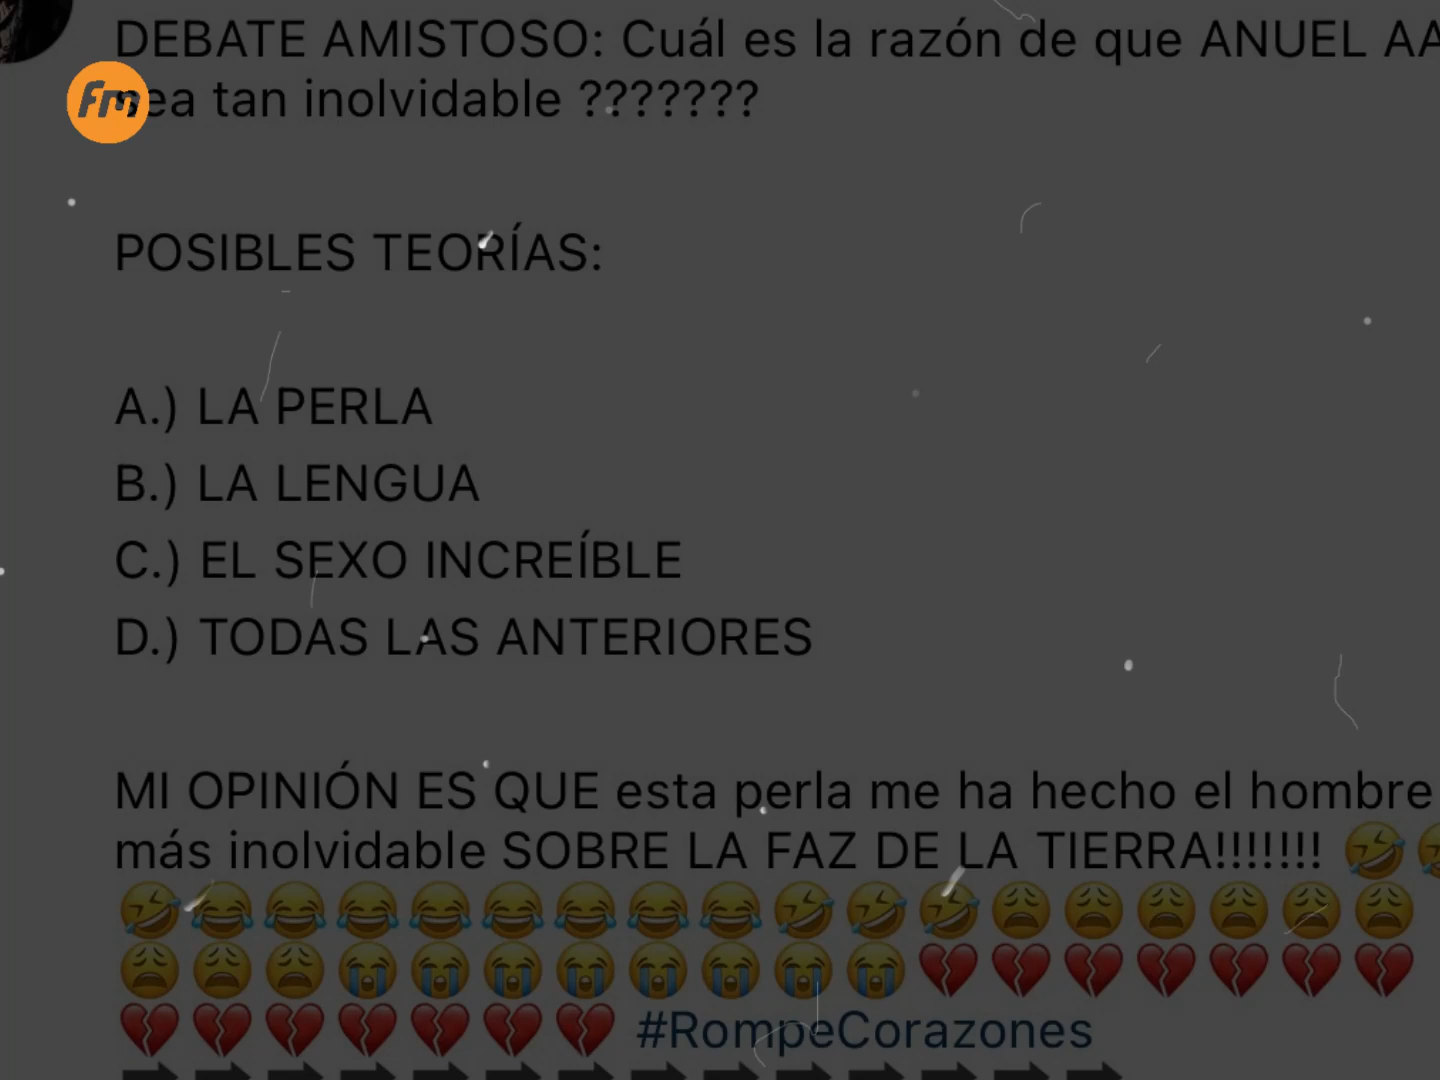 DEBATE AMISTOSO: Cuál es la razón de que ANUEL AA
fm sea tan inolvidable ???????
POSIBLES TEORÍAS:
A.) LA PERLA
B.) LA LENGUA
C.) EL SEXO INCREÍBLE
D.) TODAS LAS ANTERIORES
MI OPINIÓN ES QUE esta perla me ha hecho el hombre
más inolvidable SOBRE LA FAZ DE LA TIERRA!!!!!!! 🤣🤣
🤣😂😂😂😂😂😂😂😂🤣🤣🤣😩😩😩😩😩😩
😩😩😩😭😭😭😭😭😭😭😭💔💔💔💔💔💔💔
💔💔💔💔💔💔💔 #RompeCorazones